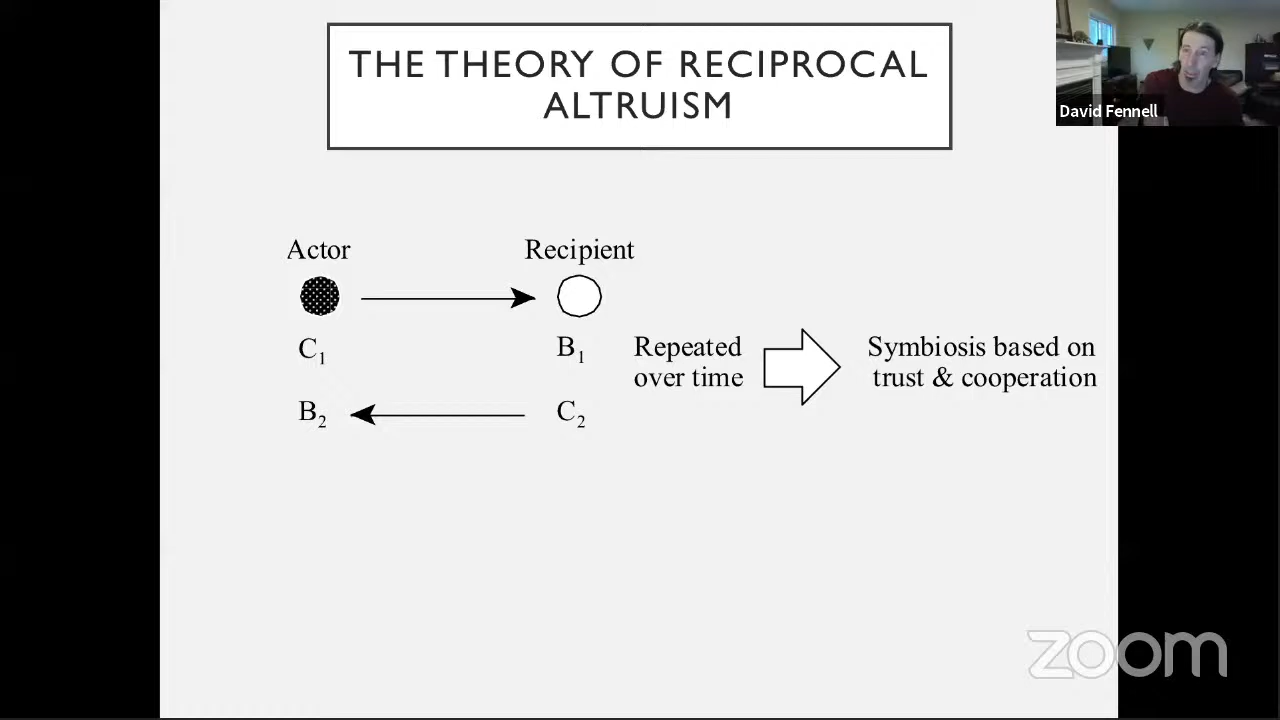 THE THEORY OF RECIPROCAL
ALTRUISM
David Fennell
Actor
Recipient
C1
B1
Repeated
over time
Symbiosis based on
trust & cooperation
B2
C2
zoom